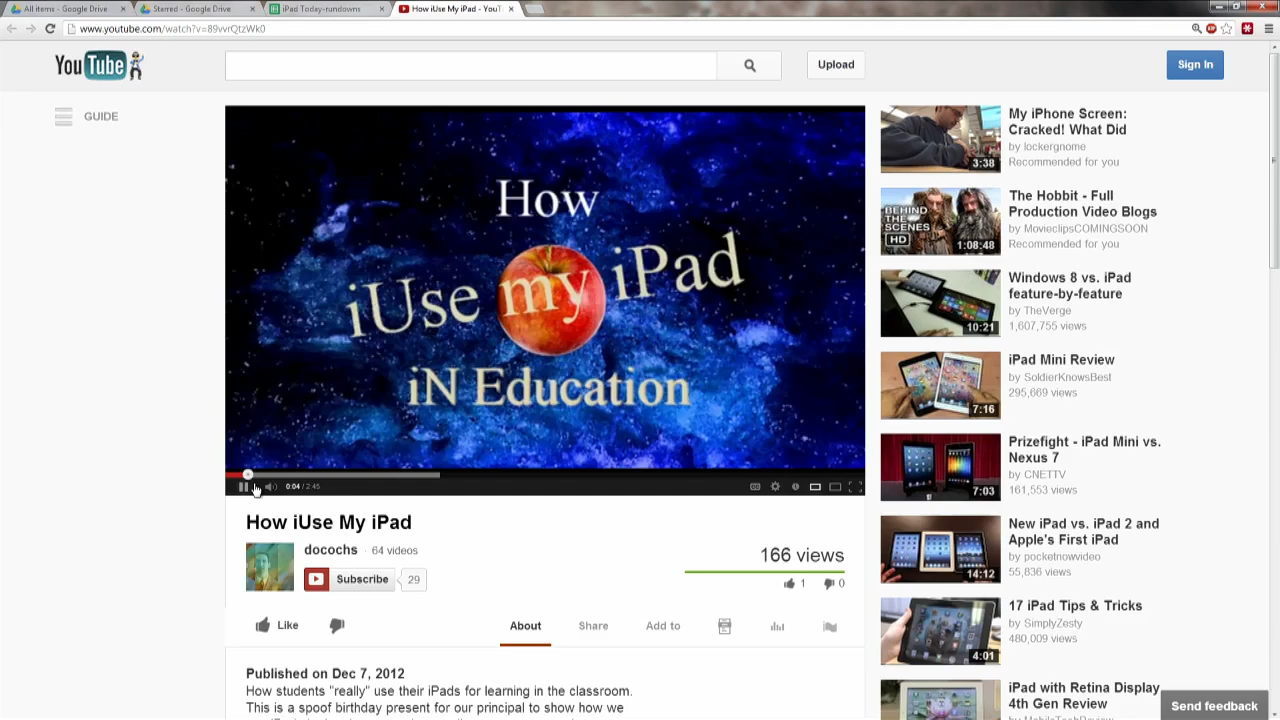 All items - Google Drive
Starred - Google Drive
iPad Today-rundowns
How iUse My iPad - YouT
www.youtube.com/watch?v=89vvrQtzWk0
YouTube
Upload
Sign In
GUIDE
How
iUse my iPad
iN Education
0:04 / 2:45
How iUse My iPad
docochs · 64 videos
Subscribe 29
166 views
1 0
Like
About Share Add to
Published on Dec 7, 2012
How students "really" use their iPads for learning in the classroom.
This is a spoof birthday present for our principal to show how we
My iPhone Screen:
Cracked! What Did
by lockergnome
Recommended for you
3:38
The Hobbit - Full
Production Video Blogs
by MovieclipsCOMINGSOON
Recommended for you
BEHIND
THE
SCENES
HD
1:08:48
Windows 8 vs. iPad
feature-by-feature
by TheVerge
1,607,755 views
10:21
iPad Mini Review
by SoldierKnowsBest
295,669 views
7:16
Prizefight - iPad Mini vs.
Nexus 7
by CNETTV
161,553 views
7:03
New iPad vs. iPad 2 and
Apple's First iPad
by pocketnowvideo
55,836 views
14:12
17 iPad Tips & Tricks
by SimplyZesty
480,009 views
4:01
iPad with Retina Display
4th Gen Review
Send feedback